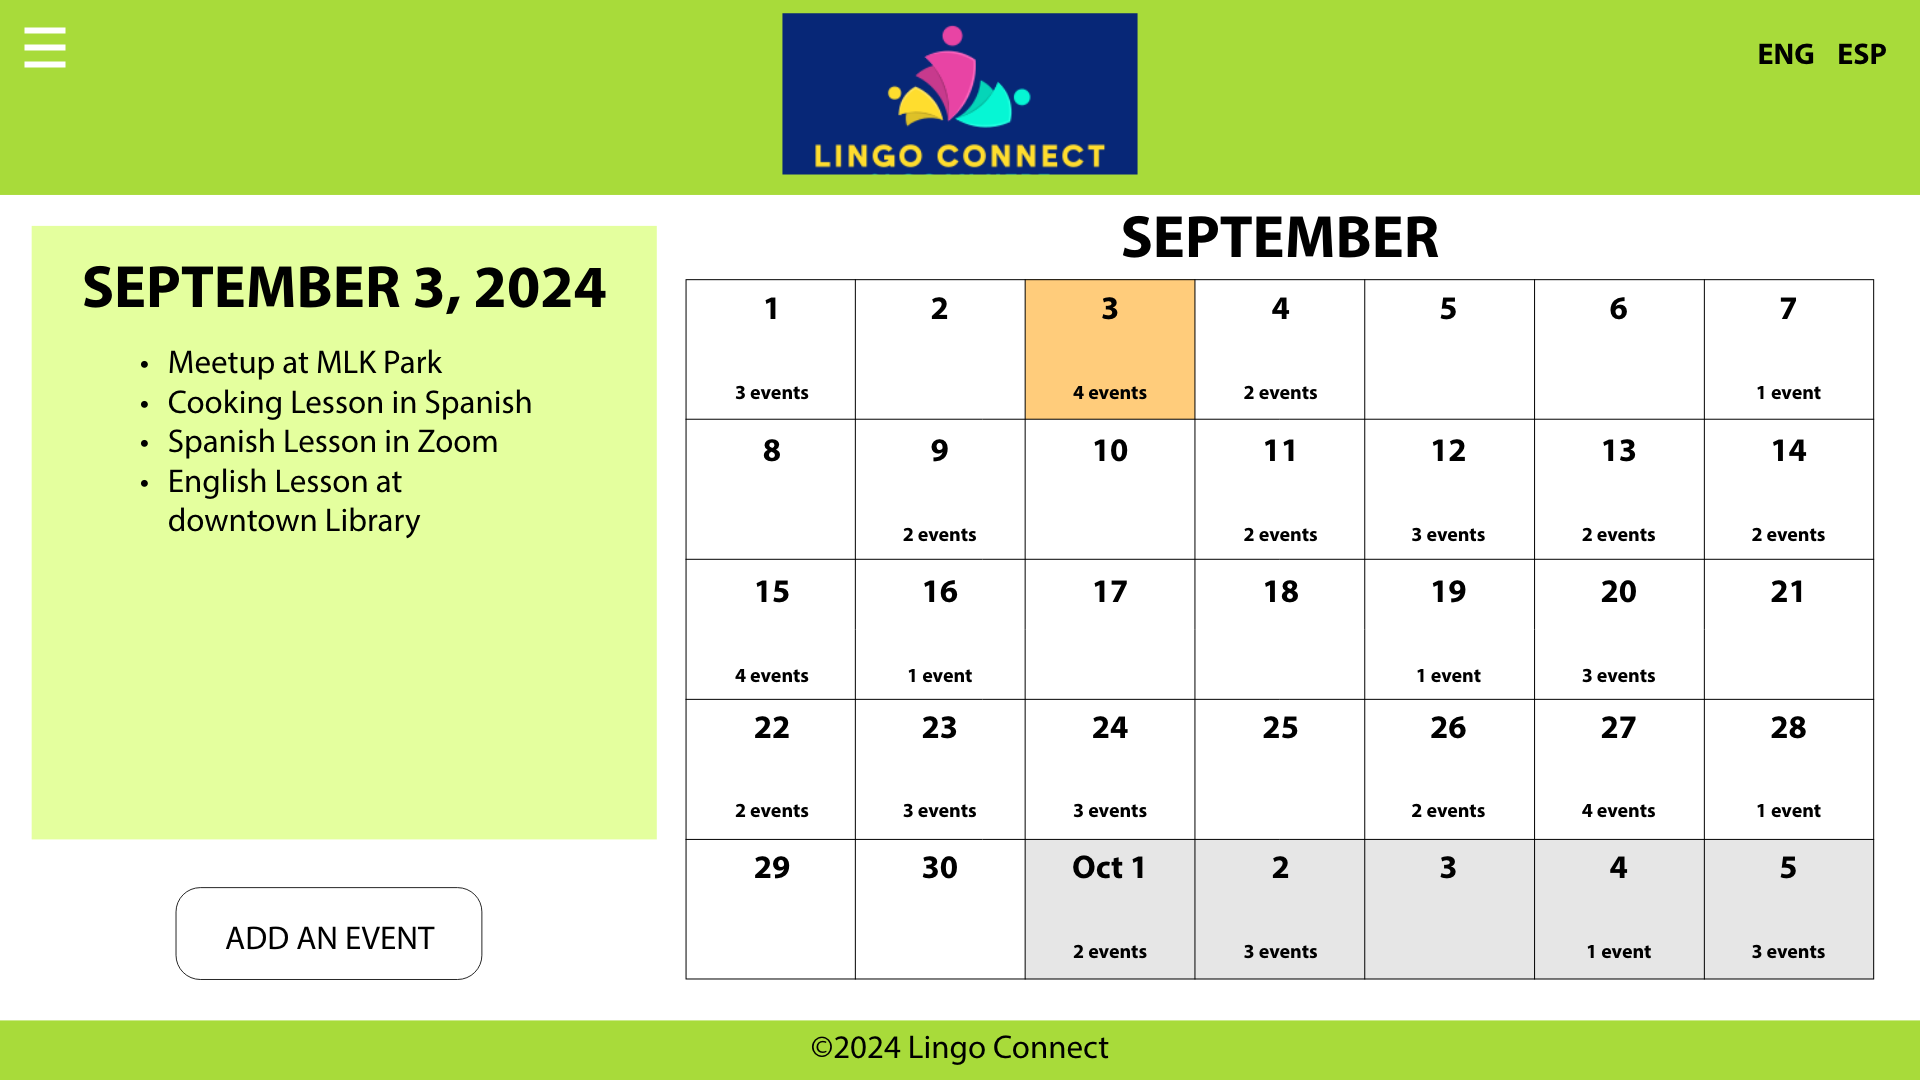 LINGO CONNECT
ENG ESP
SEPTEMBER 3, 2024
• Meetup at MLK Park
• Cooking Lesson in Spanish
• Spanish Lesson in Zoom
• English Lesson at
downtown Library
ADD AN EVENT
SEPTEMBER
1 2 3 4 5 6 7
3 events 4 events 2 events 1 event
8 9 10 11 12 13 14
2 events 2 events 3 events 2 events 2 events
15 16 17 18 19 20 21
4 events 1 event 1 event 3 events
22 23 24 25 26 27 28
2 events 3 events 3 events 2 events 4 events 1 event
29 30 Oct 1 2 3 4 5
2 events 3 events 1 event 3 events
©2024 Lingo Connect